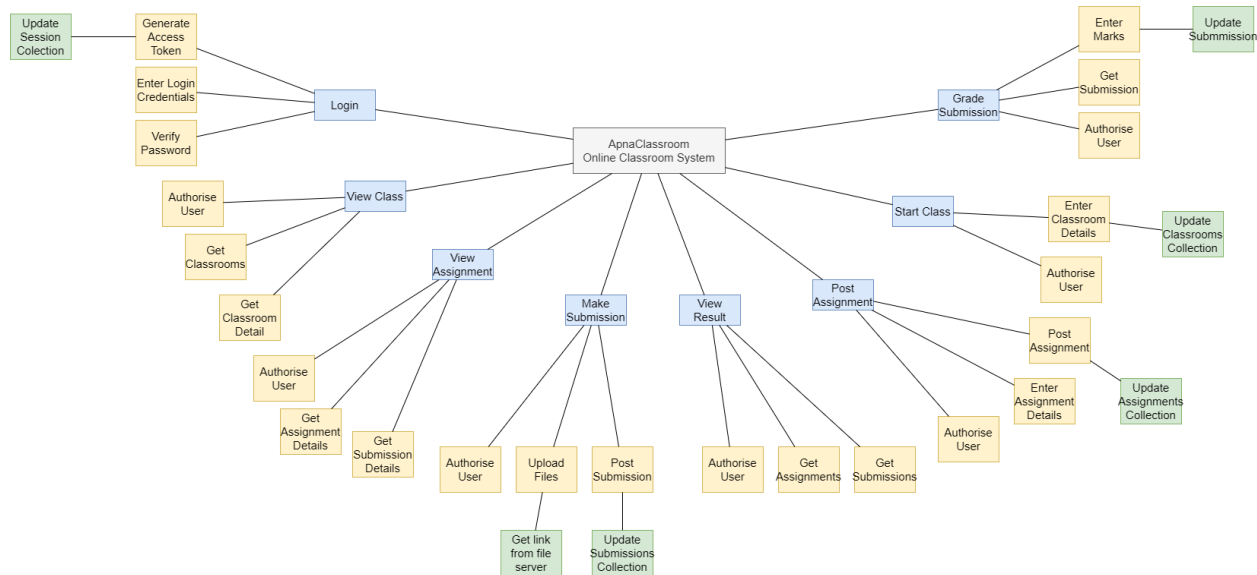 Update
Session
Colection
Generate
Access
Token
Enter Login
Credentials
Verify
Password
Login
ApnaClassroom
Online Classroom System
Enter
Marks
Update
Submmission
Get
Submission
Grade
Submission
Authorise
User
View Class
Authorise
User
Get
Classrooms
Get
Classroom
Detail
Start Class
Enter
Classroom
Details
Update
Classrooms
Collection
Authorise
User
View
Assignment
Authorise
User
Get
Assignment
Details
Get
Submission
Details
Make
Submission
Authorise
User
Upload
Files
Post
Submission
Get link
from file
server
Update
Submissions
Collection
View
Result
Authorise
User
Get
Assignments
Get
Submissions
Post
Assignment
Post
Assignment
Update
Assignments
Collection
Enter
Assignment
Details
Authorise
User